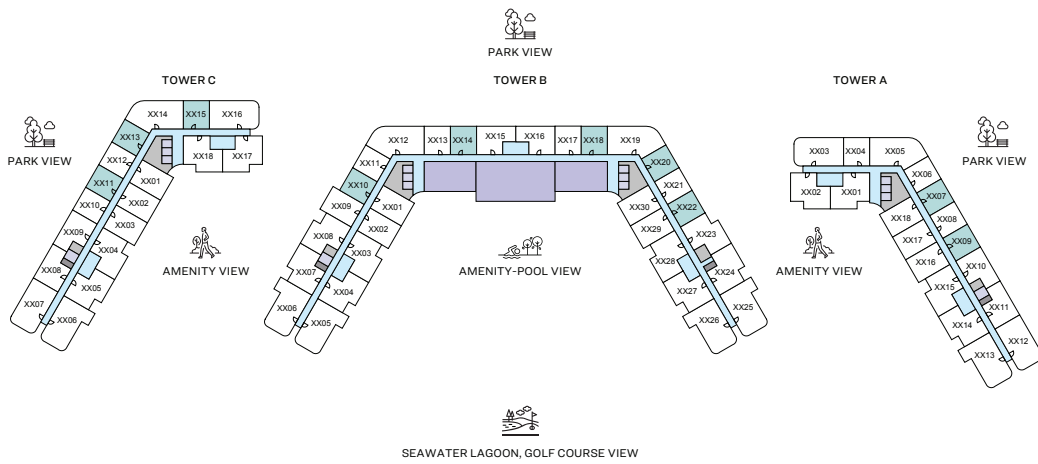 PARK VIEW
TOWER C
TOWER B
TOWER A
PARK VIEW
PARK VIEW
XX14
XX15
XX16
XX13
XX18
XX17
XX12
XX01
XX11
XX02
XX10
XX03
XX09
XX04
XX08
XX05
XX07
XX06
AMENITY VIEW
XX12
XX13
XX14
XX15
XX16
XX17
XX18
XX19
XX11
XX20
XX10
XX01
XX21
XX09
XX02
XX30
XX22
XX08
XX03
XX29
XX23
XX07
XX04
XX28
XX24
XX06
XX05
XX27
XX25
XX26
AMENITY-POOL VIEW
XX03
XX04
XX05
XX02
XX01
XX06
XX07
XX18
XX08
XX17
XX09
XX16
XX10
XX15
XX11
XX14
XX12
XX13
AMENITY VIEW
SEAWATER LAGOON, GOLF COURSE VIEW